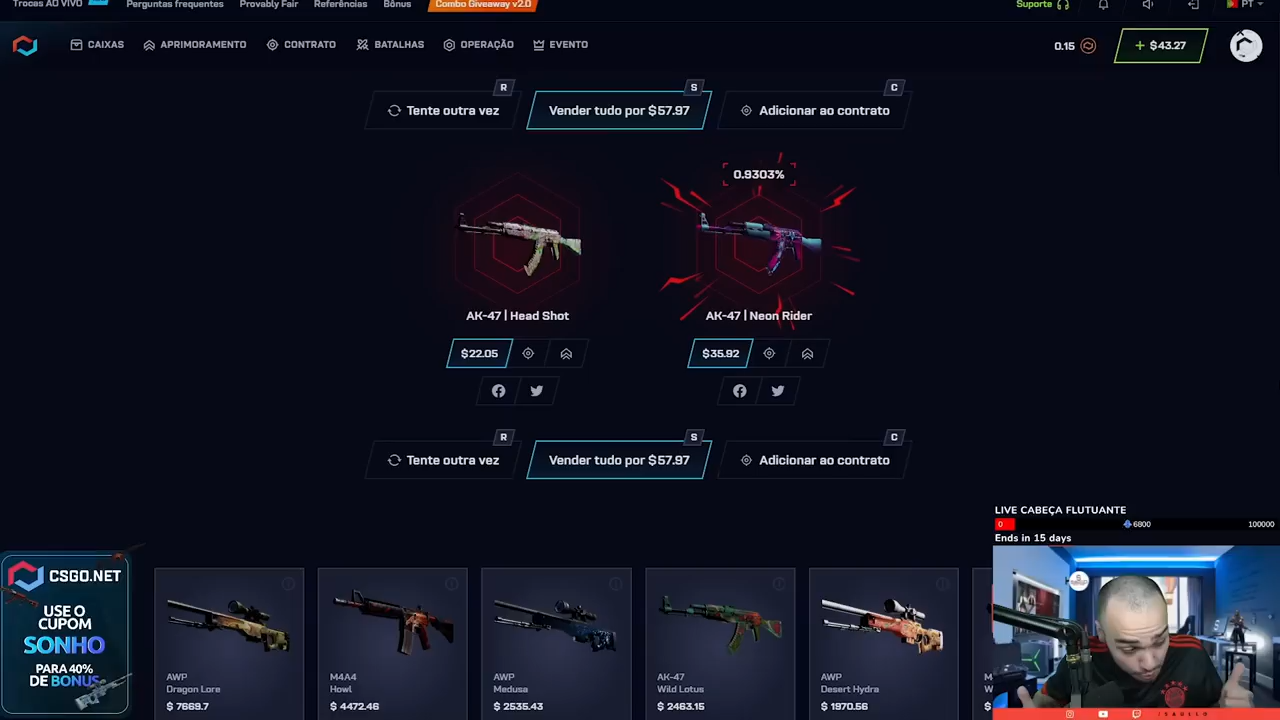 Trocas AO VIVO
Perguntas frequentes
Provably Fair
Referências
Bônus
Combo Giveaway v2.0
Suporte
PT
CAIXAS
APRIMORAMENTO
CONTRATO
BATALHAS
OPERAÇÃO
EVENTO
0.15
+ $43.27
R
S
C
Tente outra vez
Vender tudo por $57.97
Adicionar ao contrato
0.9303%
AK-47 | Head Shot
AK-47 | Neon Rider
$22.05
$35.92
R
S
C
Tente outra vez
Vender tudo por $57.97
Adicionar ao contrato
LIVE CABEÇA FLUTUANTE
0
6800
100000
Ends in 15 days
CSGO.NET
USE O
CUPOM
SONHO
PARA 40%
DE BONUS
AWP
Dragon Lore
$ 7669.7
M4A4
Howl
$ 4472.46
AWP
Medusa
$ 2535.43
AK-47
Wild Lotus
$ 2463.15
AWP
Desert Hydra
$ 1970.56
ISAULLO